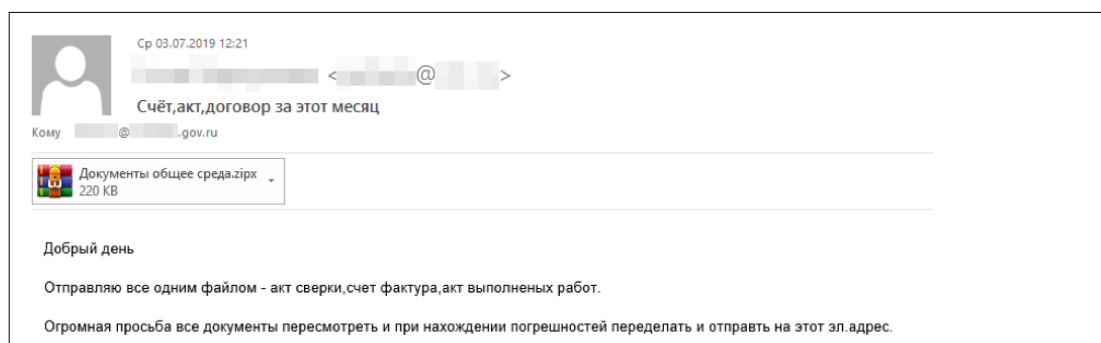 Ср 03.07.2019 12:21
< @ >
Счёт,акт,договор за этот месяц
Кому @ .gov.ru
Документы общее среда.zipx
220 KB
Добрый день
Отправляю все одним файлом - акт сверки,счет фактура,акт выполненых работ.
Огромная просьба все документы пересмотреть и при нахождении погрешностей переделать и отправть на этот эл.адрес.